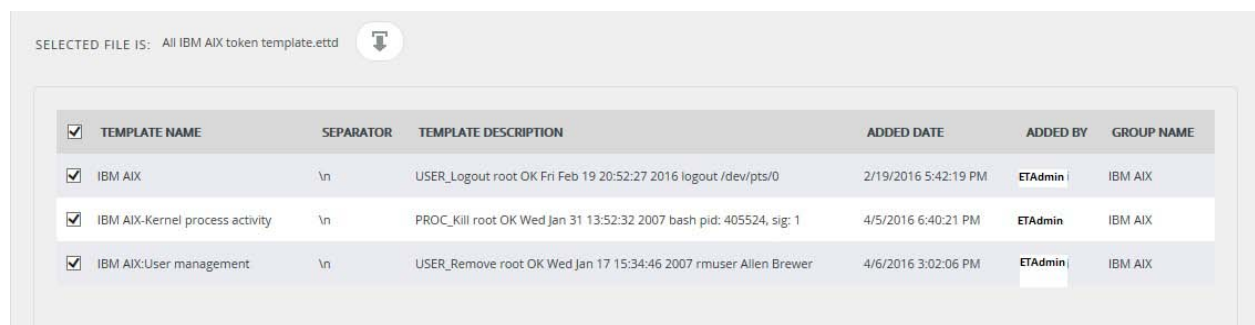 SELECTED FILE IS: All IBM AIX token template.ettd
TEMPLATE NAME SEPARATOR TEMPLATE DESCRIPTION ADDED DATE ADDED BY GROUP NAME
IBM AIX \n USER_Logout root OK Fri Feb 19 20:52:27 2016 logout /dev/pts/0 2/19/2016 5:42:19 PM ETAdmin IBM AIX
IBM AIX-Kernel process activity \n PROC_Kill root OK Wed Jan 31 13:52:32 2007 bash pid: 405524, sig: 1 4/5/2016 6:40:21 PM ETAdmin IBM AIX
IBM AIX:User management \n USER_Remove root OK Wed Jan 17 15:34:46 2007 rmuser Allen Brewer 4/6/2016 3:02:06 PM ETAdmin IBM AIX